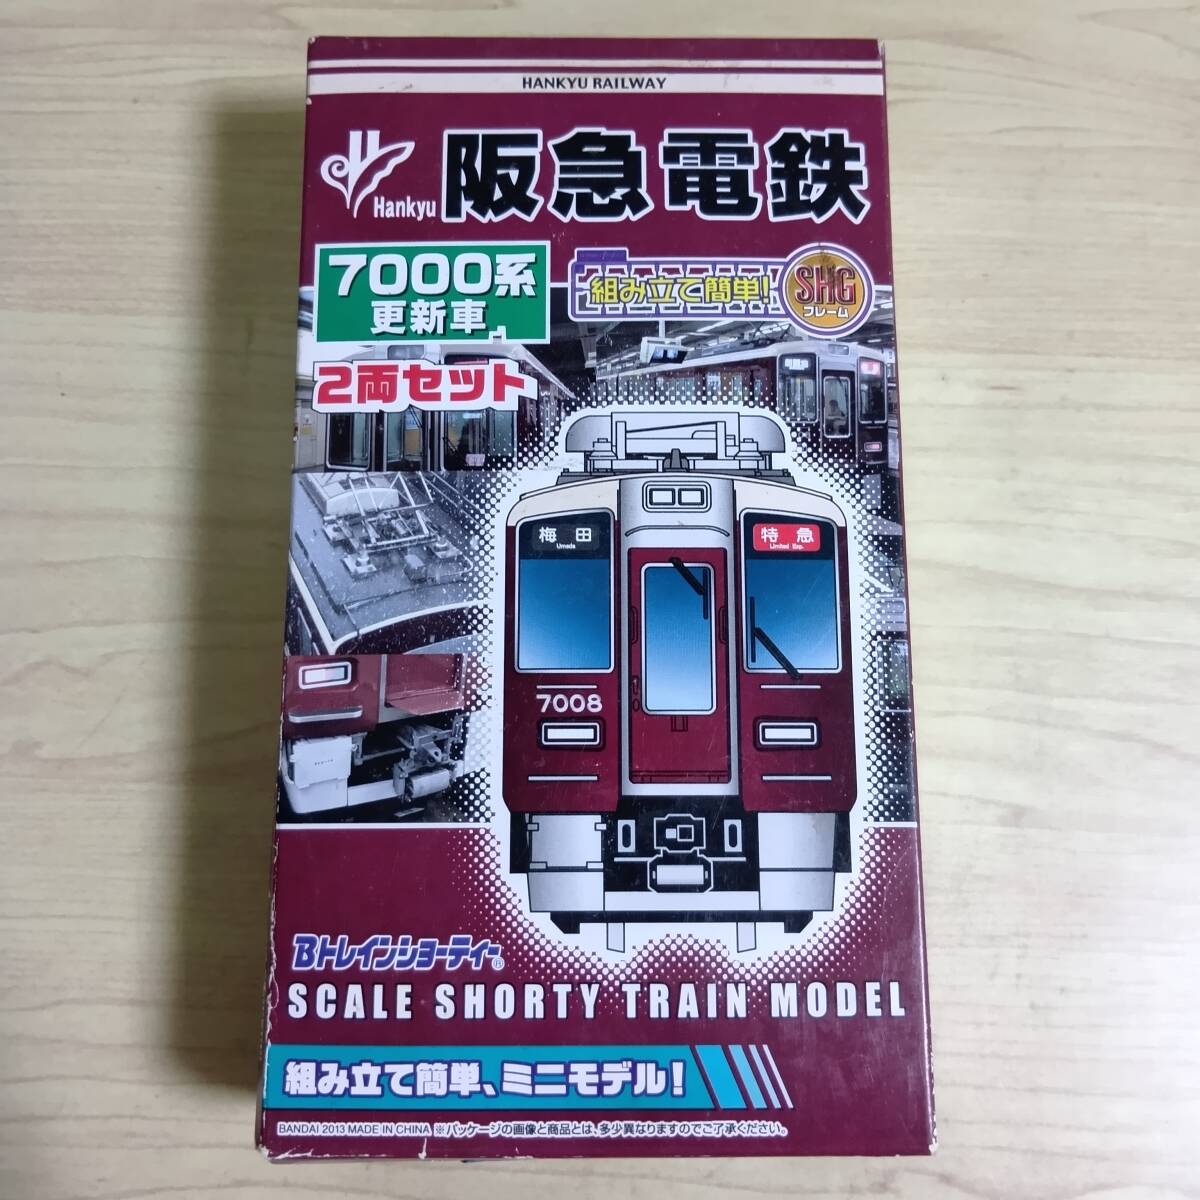 HANKYU RAILWAY
Hankyu 阪急電鉄
7000系
更新車
組み立て簡単!
SHG
フレーム
2両セット
梅田
Umeda
特急
Limited Exp.
7008
Bトレインショーティー®
SCALE SHORTY TRAIN MODEL
組み立て簡単、ミニモデル!
BANDAI 2013 MADE IN CHINA ※パッケージの画像と商品とは、多少異なりますのでご了承ください。